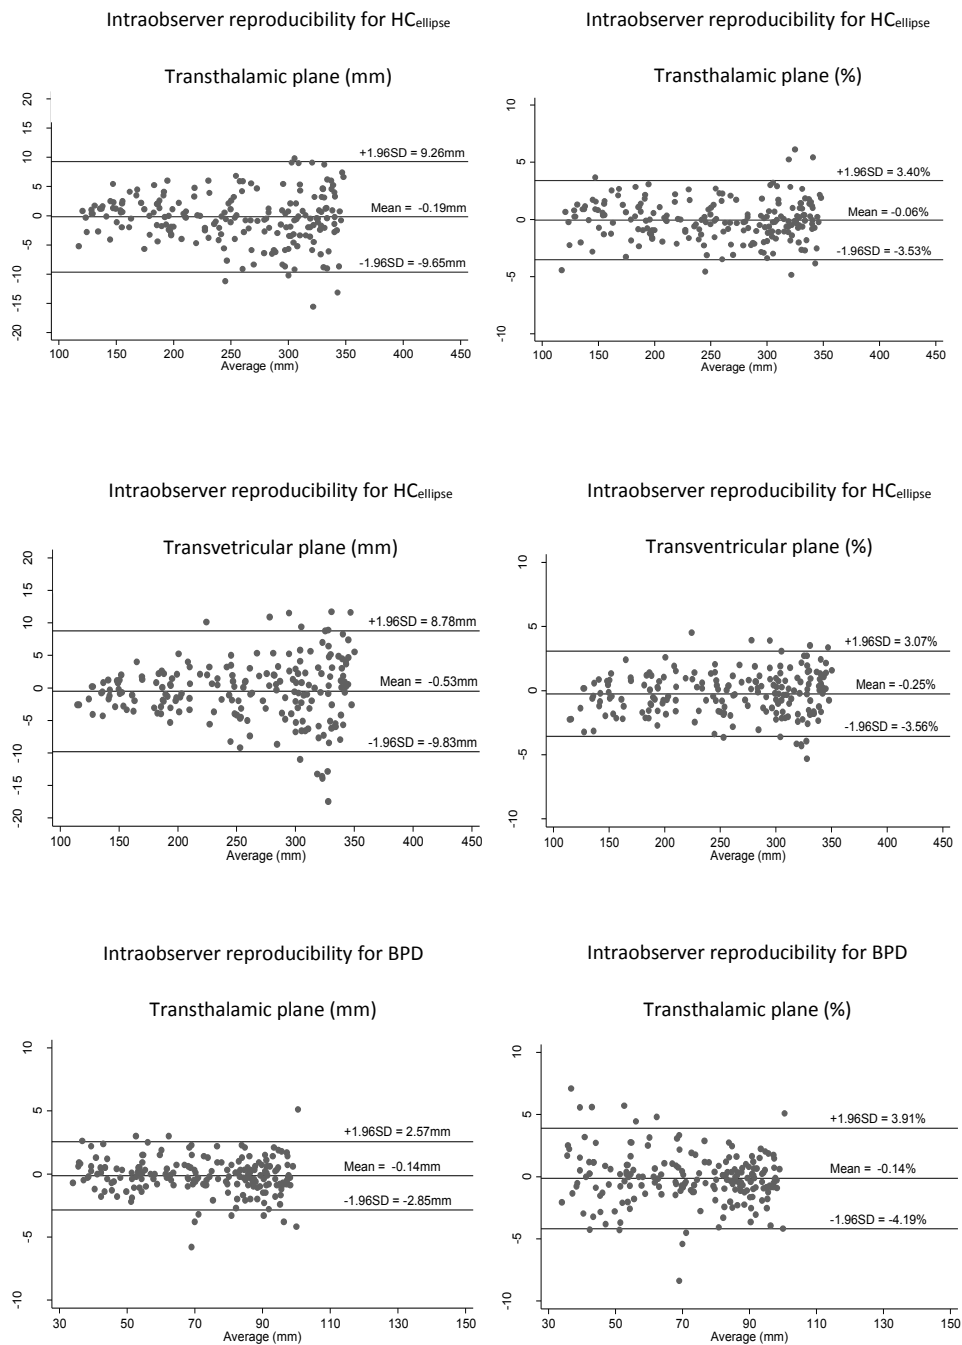 Intraobserver reproducibility for HCellipse
Transthalamic plane (mm)
20
15
10
5
0
-5
-10
-15
-20
+1.96SD = 9.26mm
Mean = -0.19mm
-1.96SD = -9.65mm
100 150 200 250 300 350 400 450
Average (mm)
Intraobserver reproducibility for HCellipse
Transthalamic plane (%)
10
5
0
-5
-10
+1.96SD = 3.40%
Mean = -0.06%
-1.96SD = -3.53%
100 150 200 250 300 350 400 450
Average (mm)
Intraobserver reproducibility for HCellipse
Transvetricular plane (mm)
20
15
10
5
0
-5
-10
-15
-20
+1.96SD = 8.78mm
Mean = -0.53mm
-1.96SD = -9.83mm
100 150 200 250 300 350 400 450
Average (mm)
Intraobserver reproducibility for HCellipse
Transventricular plane (%)
10
5
0
-5
-10
+1.96SD = 3.07%
Mean = -0.25%
-1.96SD = -3.56%
100 150 200 250 300 350 400 450
Average (mm)
Intraobserver reproducibility for BPD
Transthalamic plane (mm)
10
5
0
-5
-10
+1.96SD = 2.57mm
Mean = -0.14mm
-1.96SD = -2.85mm
30 50 70 90 110 130 150
Average (mm)
Intraobserver reproducibility for BPD
Transthalamic plane (%)
10
5
0
-5
-10
+1.96SD = 3.91%
Mean = -0.14%
-1.96SD = -4.19%
30 50 70 90 110 130 150
Average (mm)